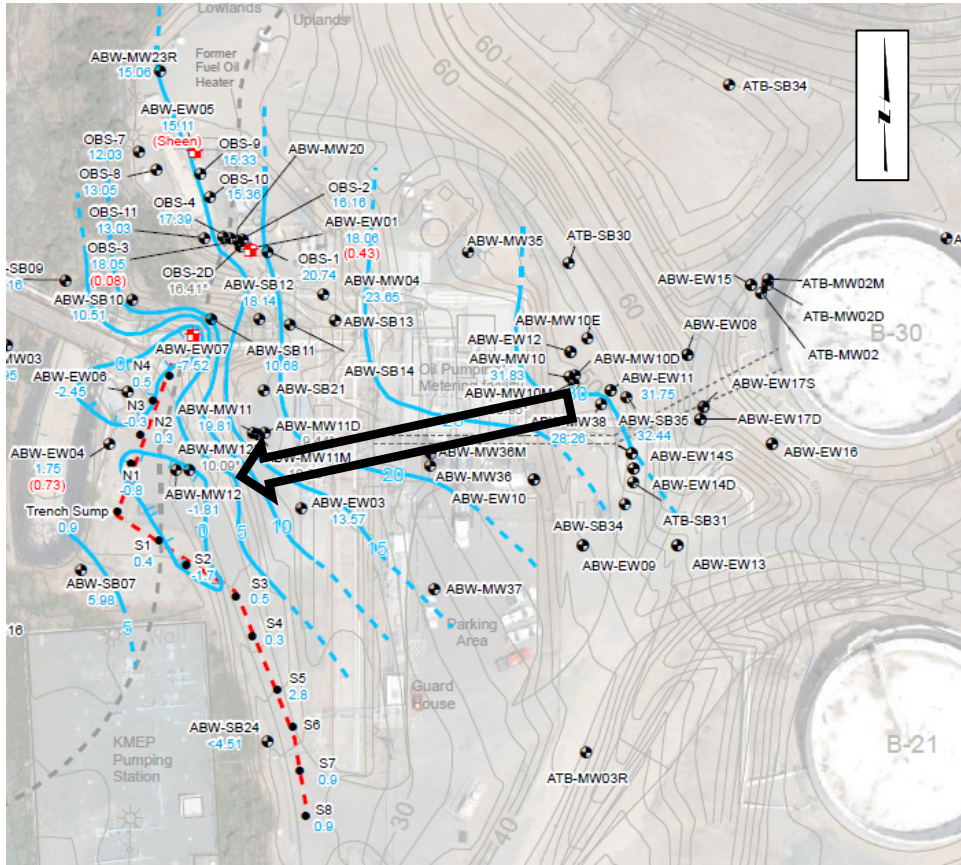 Lowlands
Uplands
60
60
60
Former
Fuel Oil
Heater
ABW-MW23R
15.06
ATB-SB34
Z
ABW-EW05
15.11
(Sheen)
OBS-7
12.03
OBS-9
15.33
ABW-MW20
OBS-8
13.05
OBS-10
15.36
OBS-2
16.16
OBS-4
17.39
OBS-11
13.03
ABW-EW01
18.06
(0.43)
ABW-MW35
ATB-SB30
OBS-3
18.05
(0.08)
OBS-1
20.74
OBS-2D
16.41*
ABW-MW04
23.65
ABW-EW15
ATB-MW02M
ATB-MW02D
ATB-MW02
B-30
-SB09
16
ABW-SB10
10.51
ABW-SB12
18.14
ABW-SB13
ABW-MW10E
ABW-EW12
ABW-EW08
MW03
95
ABW-EW07
-7.52
ABW-SB11
10.68
ABW-SB14
Oil Pumping
Metering facility
ABW-MW10
31.83
ABW-MW10D
ABW-EW11
31.75
ABW-EW17S
N4
0.5
ABW-EW06
-2.45
0
ABW-SB21
ABW-MW10M
30
N3
-0.3
ABW-MW11
19.81
ABW-MW11D
9.44*
25
MW38
28.26
ABW-SB35
32.44
ABW-EW17D
N2
0.3
ABW-EW04
1.75
(0.73)
ABW-MW12
10.09*
ABW-MW11M
ABW-MW36M
ABW-EW14S
ABW-EW16
N1
-0.8
20
ABW-MW36
ABW-MW12
-1.81
ABW-EW03
13.57
ABW-EW10
ABW-EW14D
Trench Sump
0.9
0
5
10
ABW-SB34
ATB-SB31
S1
0.4
15
S2
-1.7
ABW-EW09
ABW-EW13
ABW-SB07
5.98
S3
0.5
ABW-MW37
16
5
S4
0.3
Parking
Area
S5
2.8
Guard
House
ABW-SB24
<4.51
S6
KMEP
Pumping
Station
B-21
S7
0.9
ATB-MW03R
S8
0.9
30
40